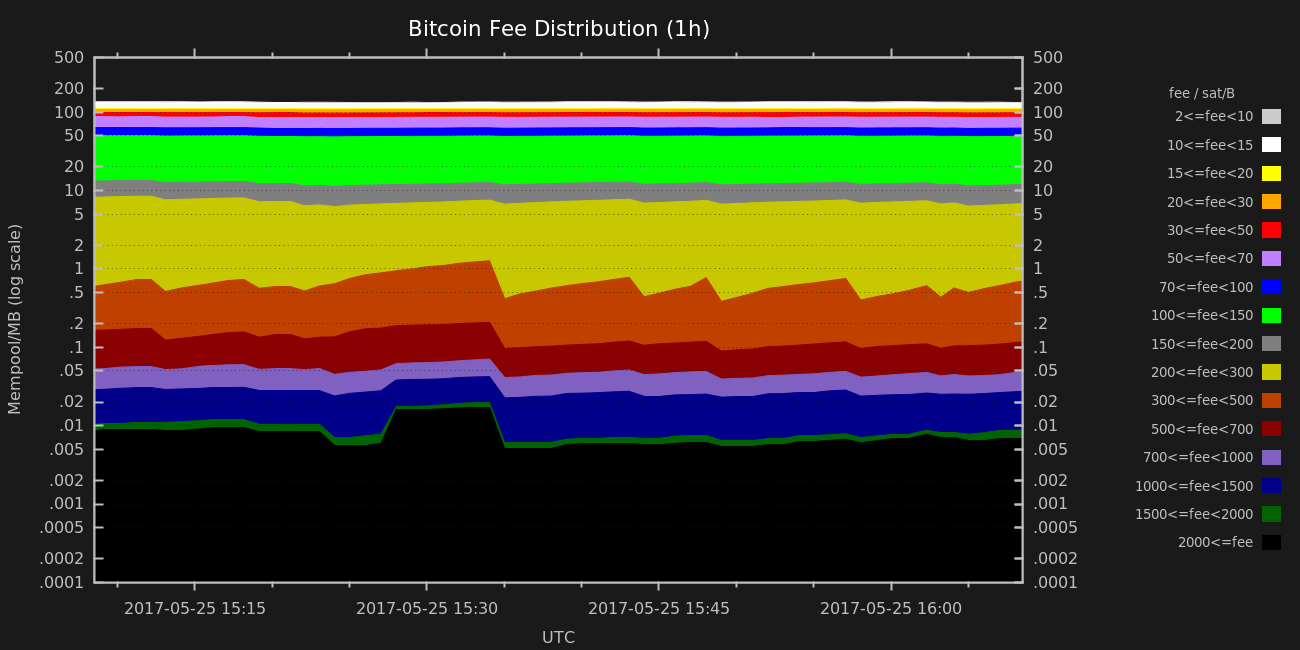 Bitcoin Fee Distribution (1h)
500
200
100
50
20
10
5
2
1
.5
.2
.1
.05
.02
.01
.005
.002
.001
.0005
.0002
.0001
Mempool/MB (log scale)
500
200
100
50
20
10
5
2
1
.5
.2
.1
.05
.02
.01
.005
.002
.001
.0005
.0002
.0001
2017-05-25 15:15
2017-05-25 15:30
2017-05-25 15:45
2017-05-25 16:00
UTC
fee / sat/B
2<=fee<10
10<=fee<15
15<=fee<20
20<=fee<30
30<=fee<50
50<=fee<70
70<=fee<100
100<=fee<150
150<=fee<200
200<=fee<300
300<=fee<500
500<=fee<700
700<=fee<1000
1000<=fee<1500
1500<=fee<2000
2000<=fee